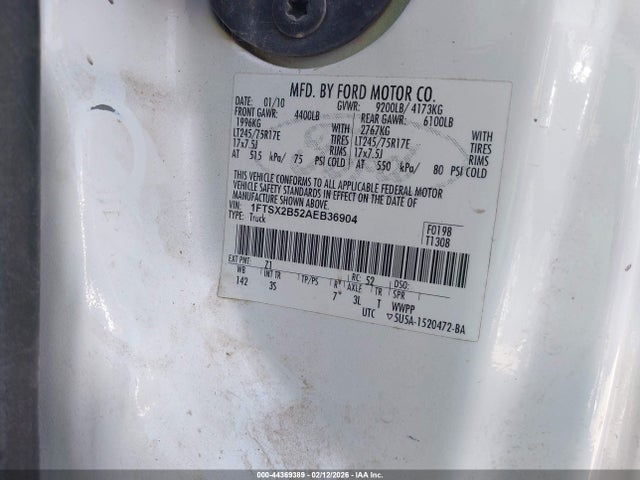 MFD. BY FORD MOTOR CO.
DATE: 01/10 GVWR: 9200LB/ 4173KG
FRONT GAWR: 4400LB REAR GAWR: 6100LB
1996KG WITH 2767KG WITH
LT245/75R17E TIRES LT245/75R17E TIRES
17x7.5J RIMS 17x7.5J RIMS
AT 515 kPa/ 75 PSI COLD AT 550 kPa/ 80 PSI COLD
THIS VEHICLE CONFORMS TO ALL APPLICABLE FEDERAL MOTOR
VEHICLE SAFETY STANDARDS IN EFFECT ON THE DATE OF
MANUFACTURE SHOWN ABOVE.
VIN: 1FTSX2B52AEB36904 F0198
TYPE: Truck T1308
EXT PNT: Z1 RC: 52 DSO:
WB INT TR TP/PS R AXLE TR SPR
142 3S 7" 3L T WWPP
UTC ▽5U5A-1520472-BA
000-44369389 - 02/12/2026 - IAA Inc.